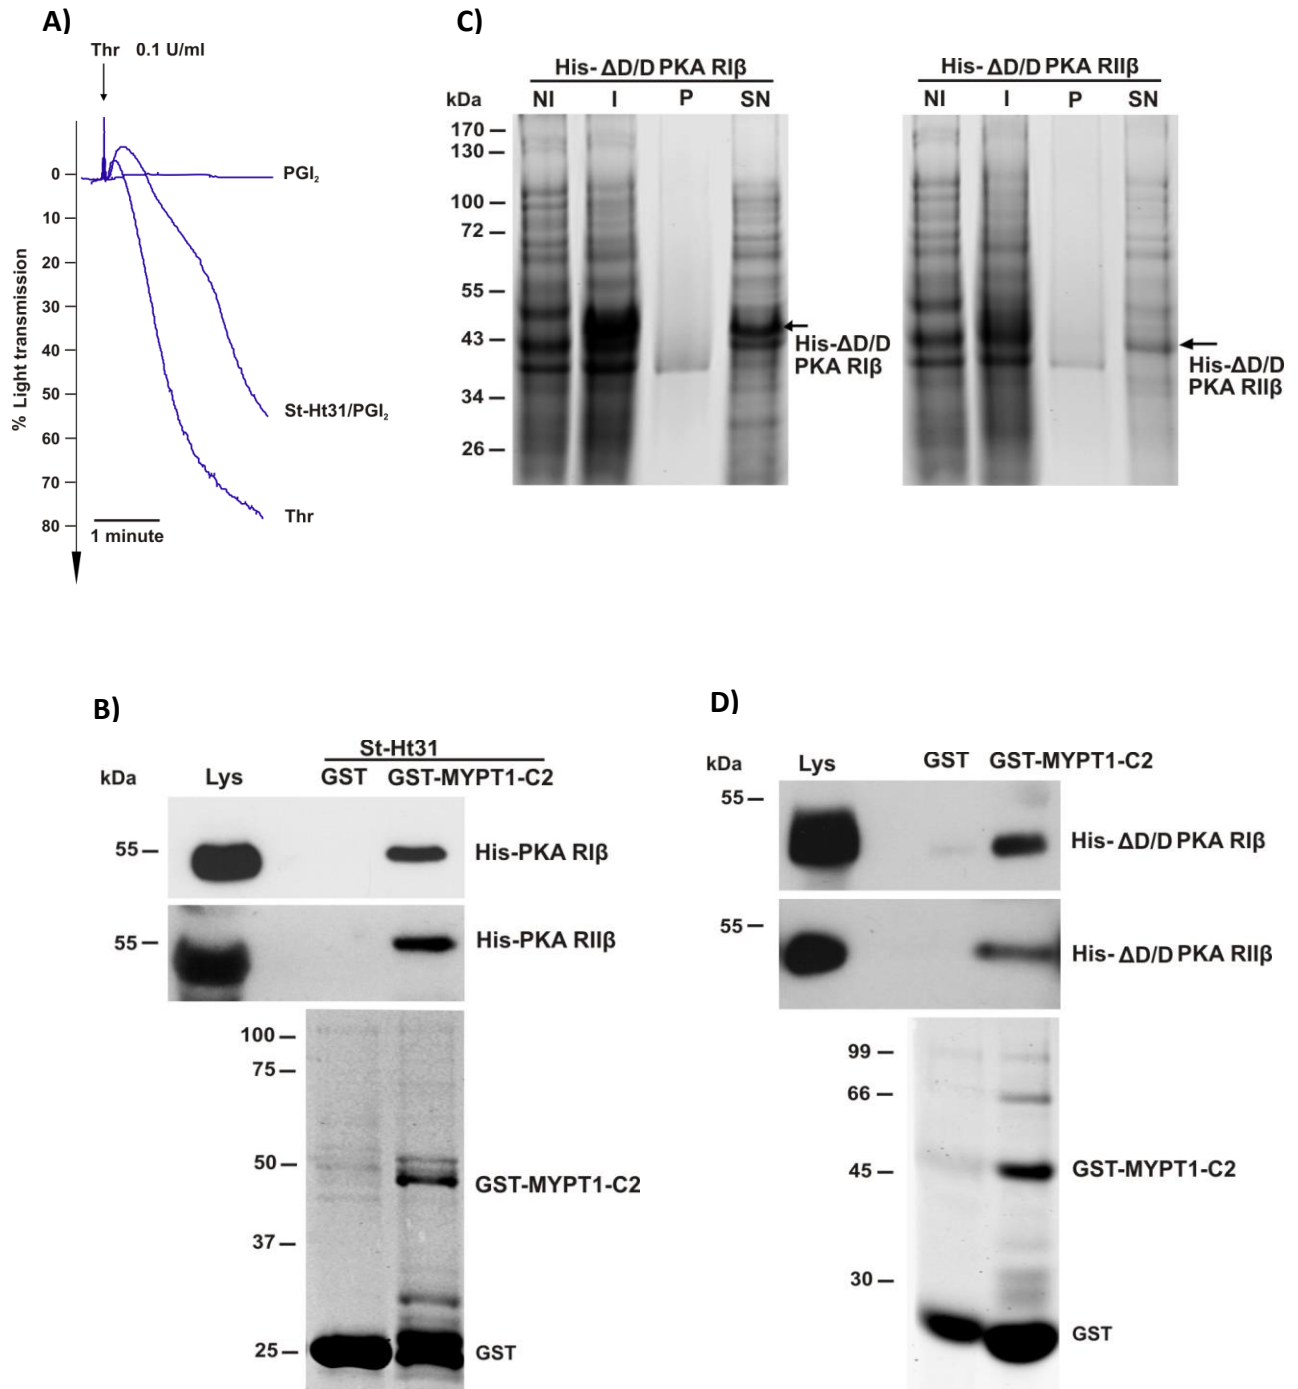 A)
Thr 0.1 U/ml
0
10
20
30
40
50
60
70
80
% Light transmission
PGI₂
St-Ht31/PGI₂
Thr
1 minute
C)
His-ΔD/D PKA RIβ
kDa NI I P SN
170
130
100
72
55
43
34
26
His-ΔD/D
PKA RIβ
His-ΔD/D PKA RIIβ
NI I P SN
His-ΔD/D
PKA RIIβ
B)
St-Ht31
kDa Lys GST GST-MYPT1-C2
55 His-PKA RIβ
55 His-PKA RIIβ
100
75
50
GST-MYPT1-C2
37
25 GST
D)
kDa Lys GST GST-MYPT1-C2
55
His-ΔD/D PKA RIβ
55
His-ΔD/D PKA RIIβ
99
66
45 GST-MYPT1-C2
30
GST